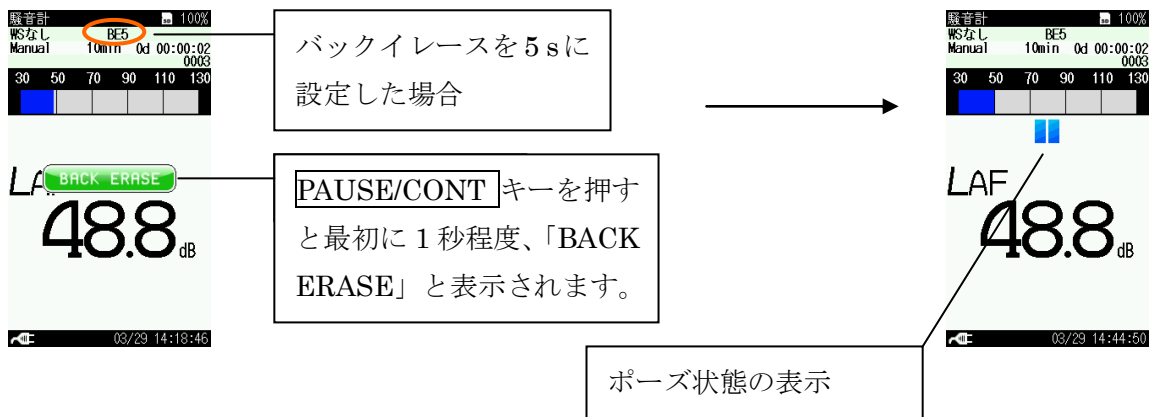 騒音計 100%
WSなし BE5
Manual 10min 0d 00:00:02
0003
30 50 70 90 110 130
BACK ERASE
48.8 dB
03/29 14:18:46
バックイレースを5 sに
設定した場合
PAUSE/CONT キーを押す
と最初に1秒程度、「BACK
ERASE」と表示されます。
騒音計 100%
WSなし BE5
Manual 10min 0d 00:00:02
0003
30 50 70 90 110 130
LAF
48.8 dB
03/29 14:44:50
ポーズ状態の表示